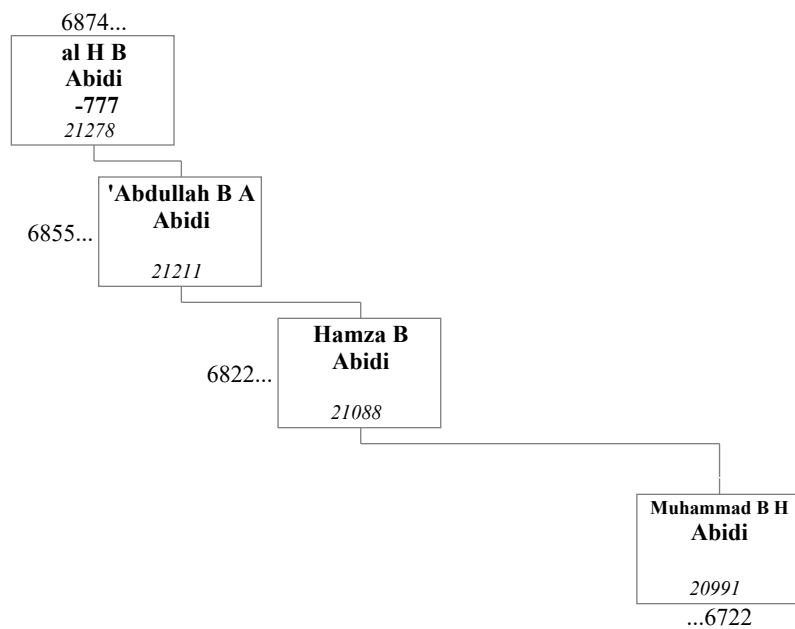 6874...
al H B
Abidi
-777
21278
'Abdullah B A
Abidi
6855...
21211
Hamza B
Abidi
6822...
21088
Muhammad B H
Abidi
20991
...6722